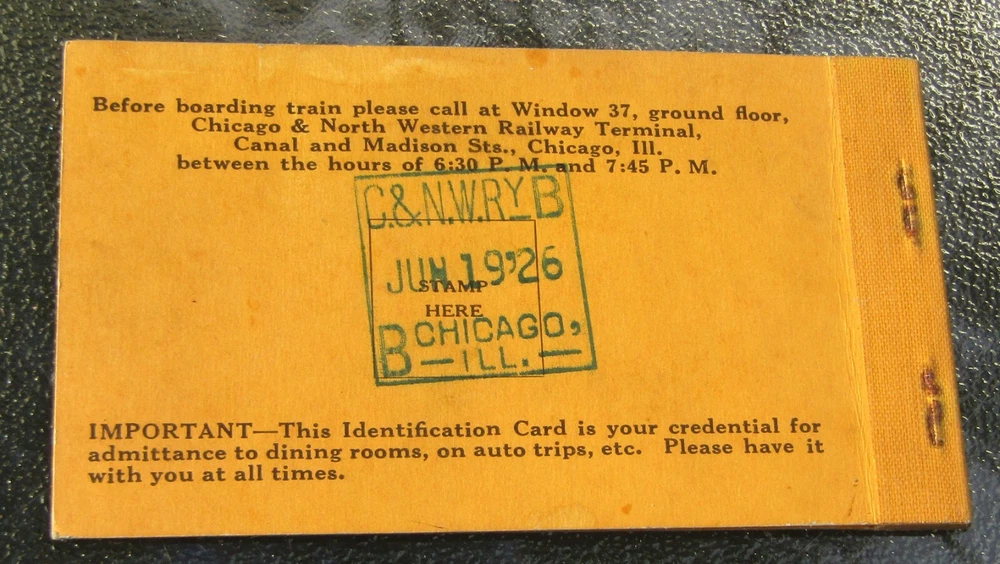 Before boarding train please call at Window 37, ground floor,
Chicago & North Western Railway Terminal,
Canal and Madison Sts., Chicago, Ill.
between the hours of 6:30 P. M. and 7:45 P. M.
C.&N.W.RY B
JUN 19 '26
STAMP
HERE
B CHICAGO,
—ILL.—
IMPORTANT—This Identification Card is your credential for
admittance to dining rooms, on auto trips, etc. Please have it
with you at all times.